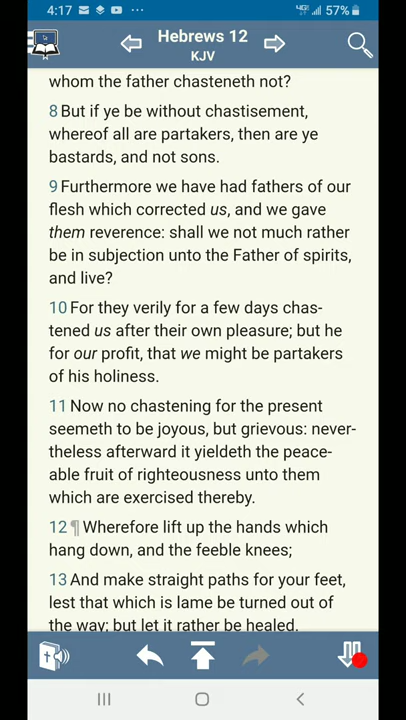 4:17 57%
Hebrews 12
KJV
whom the father chasteneth not?
8 But if ye be without chastisement,
whereof all are partakers, then are ye
bastards, and not sons.
9 Furthermore we have had fathers of our
flesh which corrected us, and we gave
them reverence: shall we not much rather
be in subjection unto the Father of spirits,
and live?
10 For they verily for a few days chas-
tened us after their own pleasure; but he
for our profit, that we might be partakers
of his holiness.
11 Now no chastening for the present
seemeth to be joyous, but grievous: never-
theless afterward it yieldeth the peace-
able fruit of righteousness unto them
which are exercised thereby.
12 ¶ Wherefore lift up the hands which
hang down, and the feeble knees;
13 And make straight paths for your feet,
lest that which is lame be turned out of
the way; but let it rather be healed.